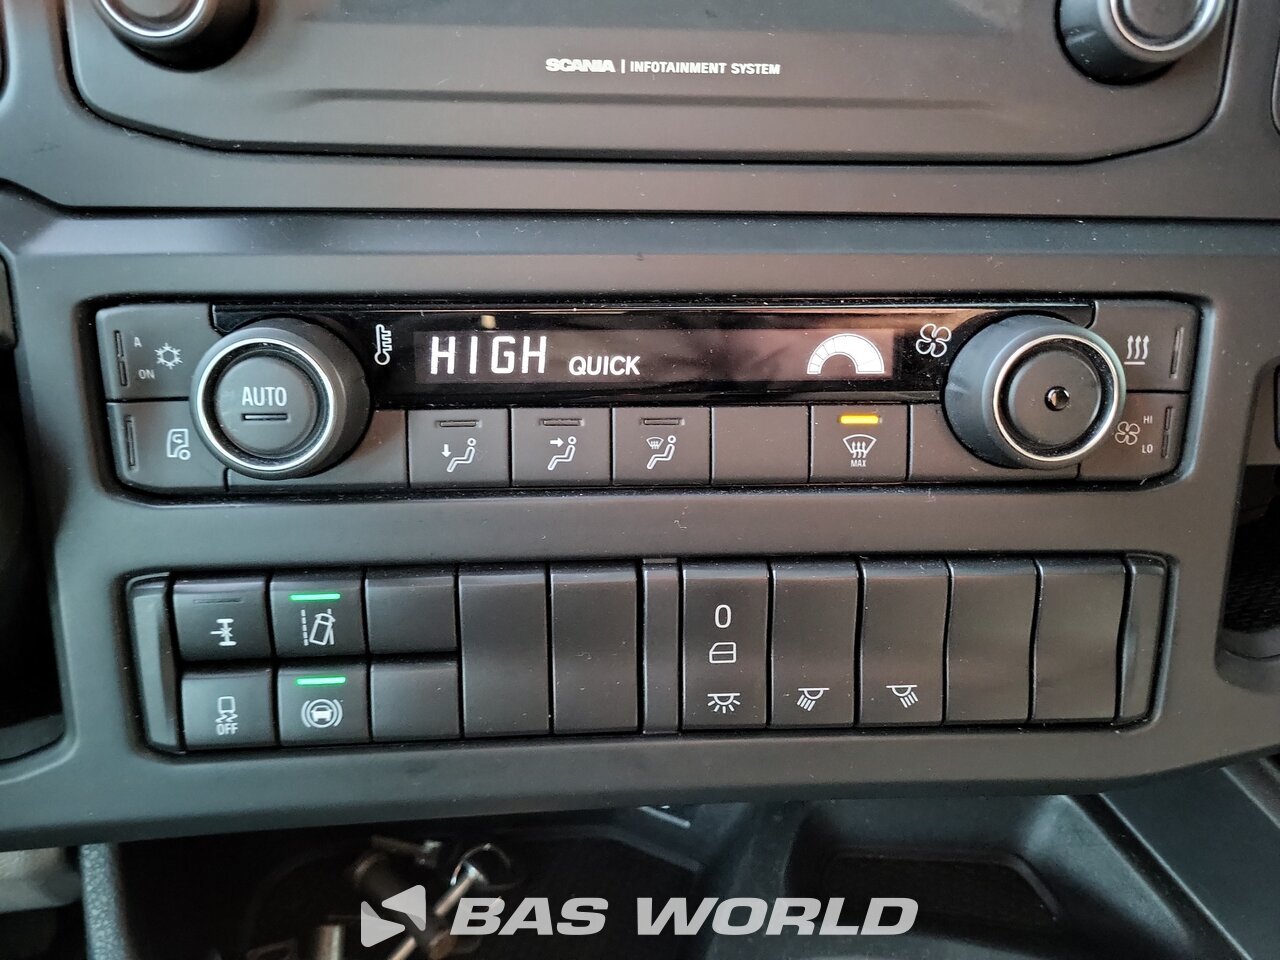 SCANIA | INFOTAINMENT SYSTEM
A
ON
AUTO
HIGH QUICK
HI
LO
MAX
0
OFF
BAS WORLD